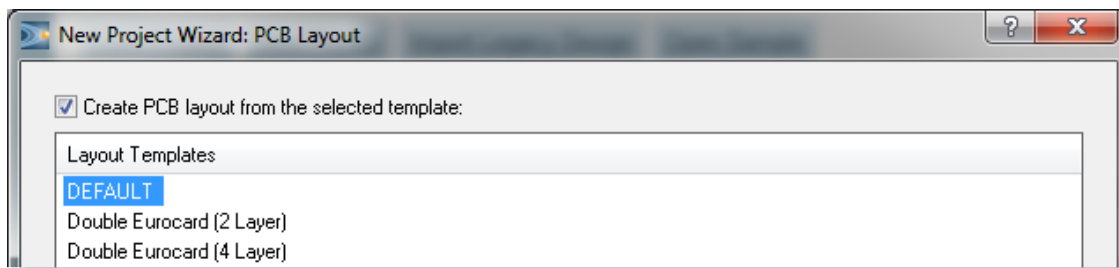 New Project Wizard: PCB Layout
Create PCB layout from the selected template:
Layout Templates
DEFAULT
Double Eurocard (2 Layer)
Double Eurocard (4 Layer)